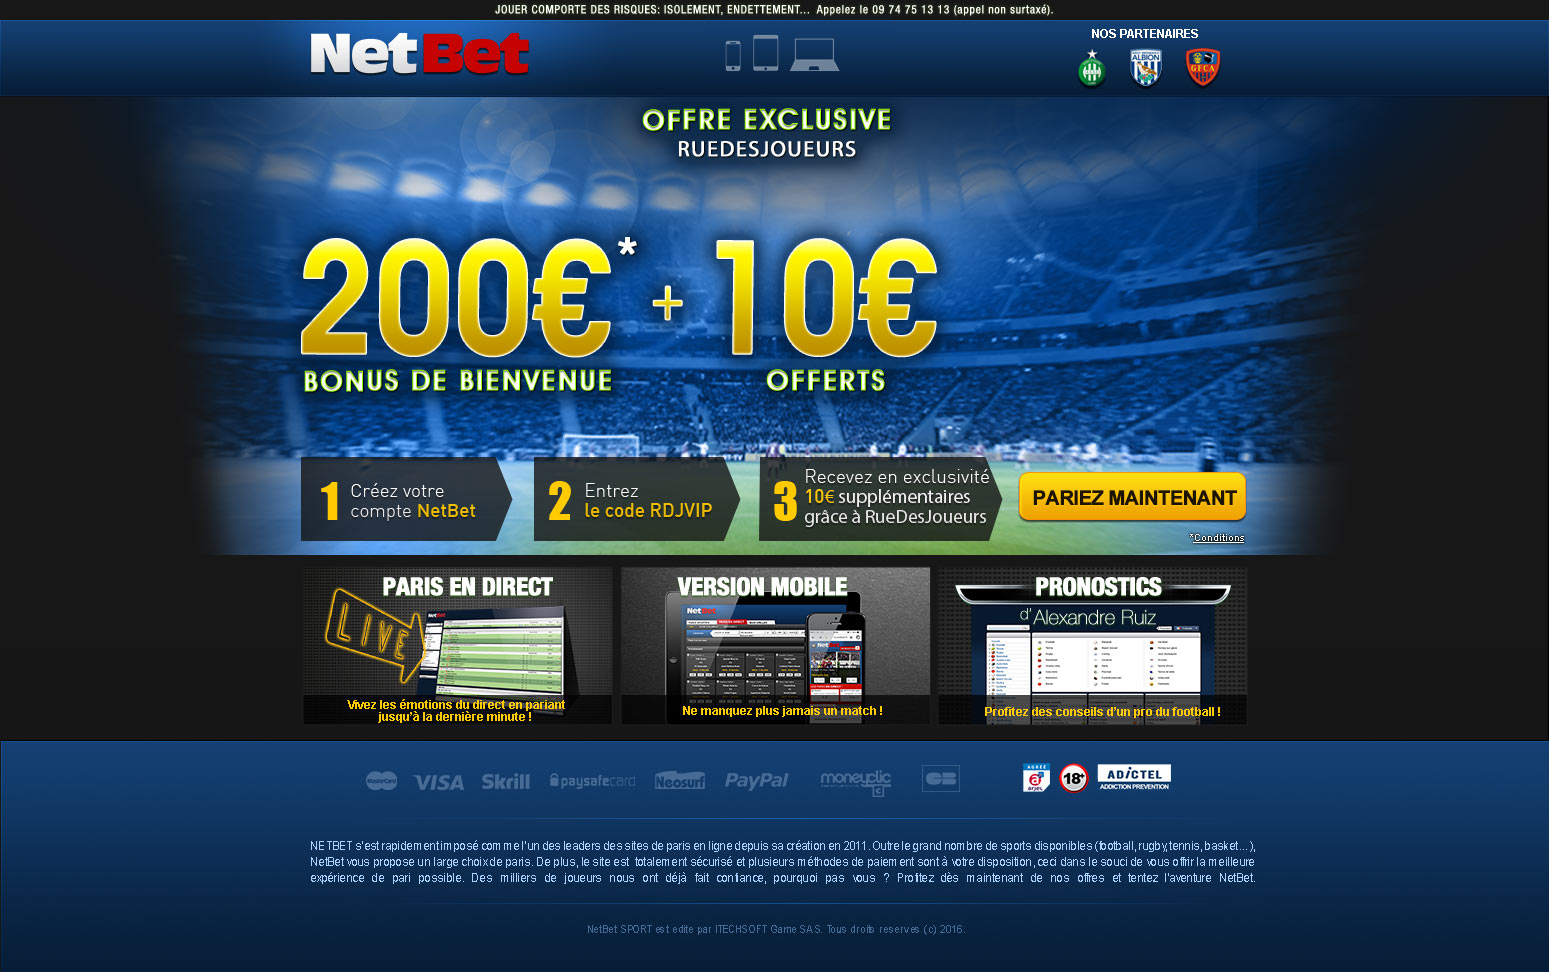 JOUER COMPORTE DES RISQUES: ISOLEMENT, ENDETTEMENT... Appelez le 09 74 75 13 13 (appel non surtaxé).
NetBet
NOS PARTENAIRES
ALBION
GFCA
OFFRE EXCLUSIVE
RUEDESJOUEURS
200€* + 10€
BONUS DE BIENVENUE
OFFERTS
1 Créez votre
compte NetBet
2 Entrez
le code RDJVIP
3 Recevez en exclusivité
10€ supplémentaires
grâce à RueDesJoueurs
PARIEZ MAINTENANT
*Conditions
PARIS EN DIRECT
LIVE
NetBet
Vivez les émotions du direct en pariant
jusqu'à la dernière minute !
VERSION MOBILE
NetBet
NetBet
Ne manquez plus jamais un match !
PRONOSTICS
d'Alexandre Ruiz
Profitez des conseils d'un pro du football !
MasterCard VISA Skrill paysafecard Neosurf PayPal moneyclic CB
AGRÉÉ
arjel
18+
ADICTEL
ADDICTION PREVENTION
NETBET s'est rapidement imposé comme l'un des leaders des sites de paris en ligne depuis sa création en 2011. Outre le grand nombre de sports disponibles (football, rugby, tennis, basket...),
NetBet vous propose un large choix de paris. De plus, le site est totalement sécurisé et plusieurs méthodes de paiement sont à votre disposition, ceci dans le souci de vous offrir la meilleure
expérience de pari possible. Des milliers de joueurs nous ont déjà fait confiance, pourquoi pas vous ? Profitez dès maintenant de nos offres et tentez l'aventure NetBet.
NetBet SPORT est edite par ITECHSOFT Game SAS. Tous droits reserves (c) 2016.